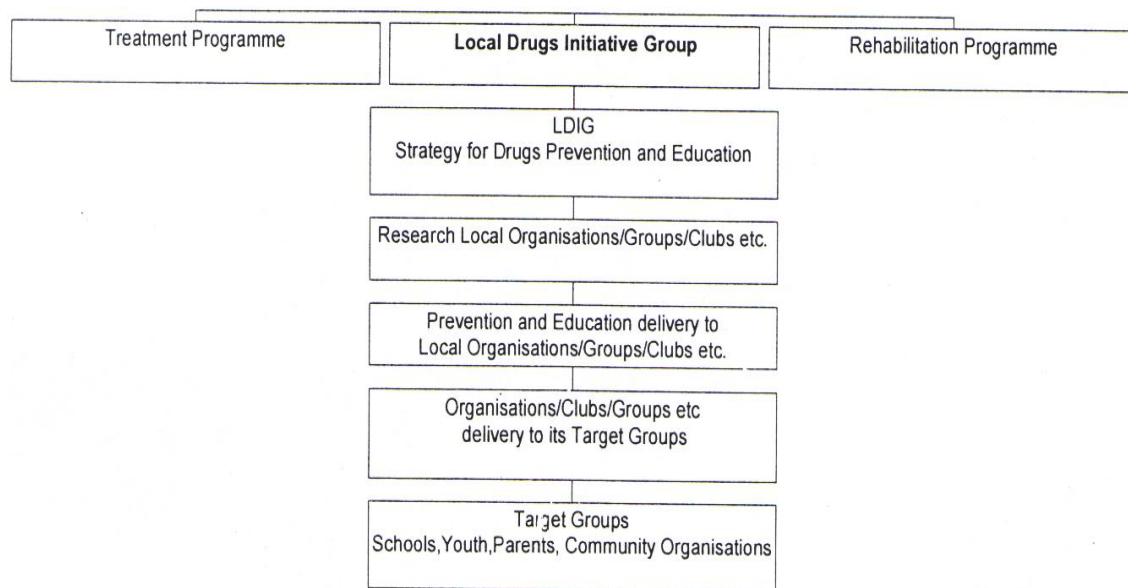 Treatment Programme
Local Drugs Initiative Group
Rehabilitation Programme
LDIG
Strategy for Drugs Prevention and Education
Research Local Organisations/Groups/Clubs etc.
Prevention and Education delivery to
Local Organisations/Groups/Clubs etc.
Organisations/Clubs/Groups etc
delivery to its Target Groups
Target Groups
Schools,Youth,Parents, Community Organisations